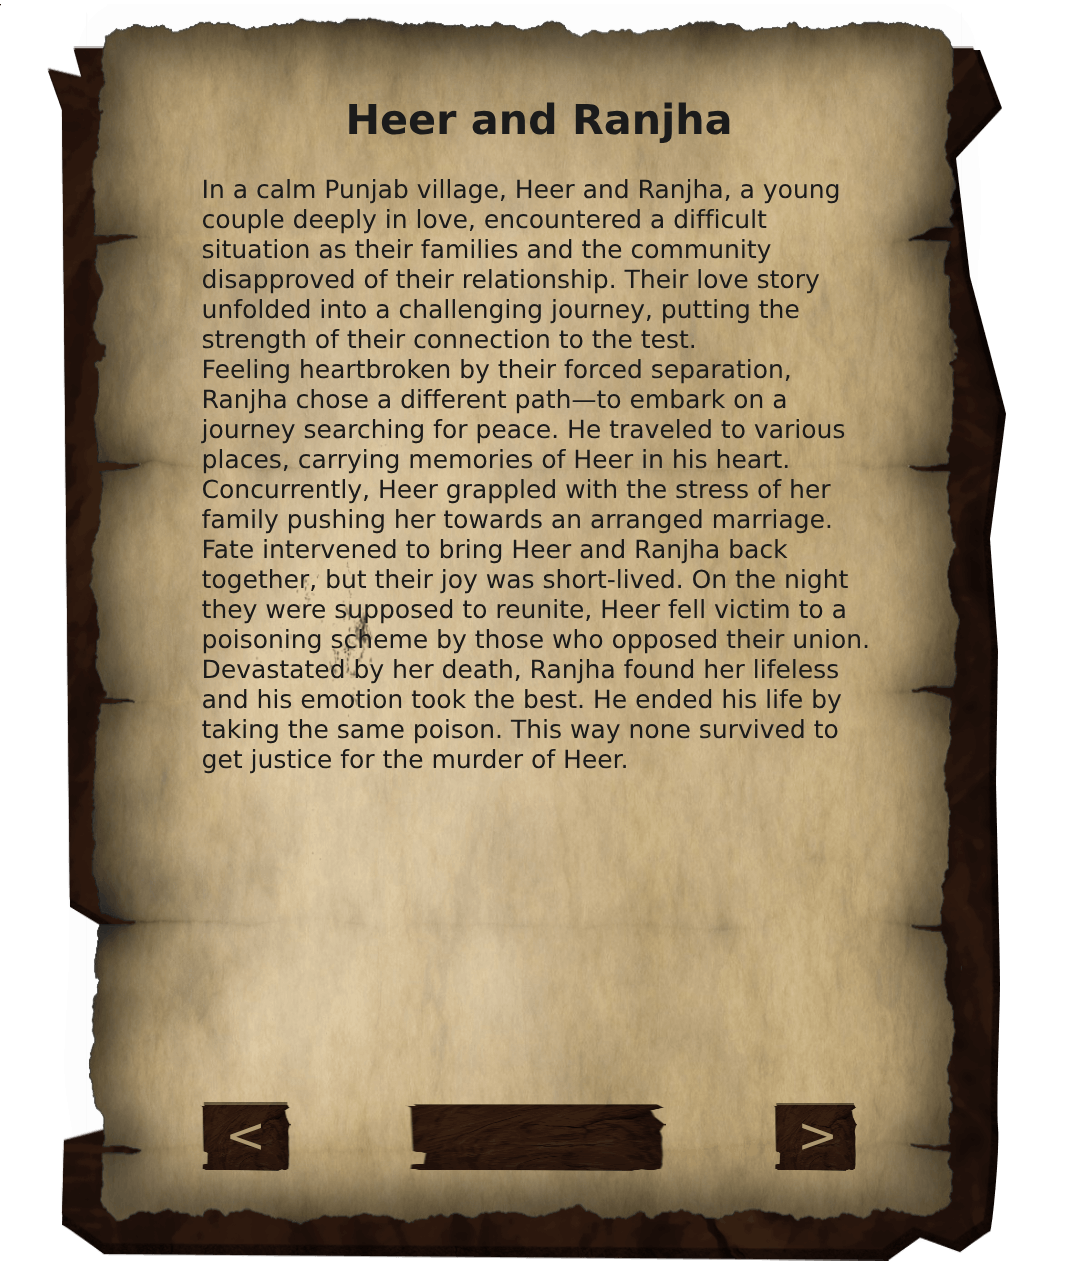 Heer and Ranjha
In a calm Punjab village, Heer and Ranjha, a young
couple deeply in love, encountered a difficult
situation as their families and the community
disapproved of their relationship. Their love story
unfolded into a challenging journey, putting the
strength of their connection to the test.
Feeling heartbroken by their forced separation,
Ranjha chose a different path—to embark on a
journey searching for peace. He traveled to various
places, carrying memories of Heer in his heart.
Concurrently, Heer grappled with the stress of her
family pushing her towards an arranged marriage.
Fate intervened to bring Heer and Ranjha back
together, but their joy was short-lived. On the night
they were supposed to reunite, Heer fell victim to a
poisoning scheme by those who opposed their union.
Devastated by her death, Ranjha found her lifeless
and his emotion took the best. He ended his life by
taking the same poison. This way none survived to
get justice for the murder of Heer.
< >